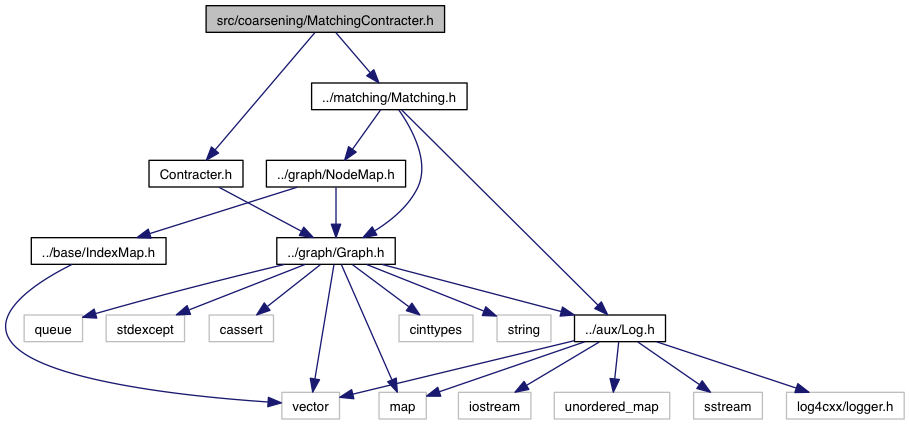 src/coarsening/MatchingContracter.h
../matching/Matching.h
Contracter.h
../graph/NodeMap.h
../base/IndexMap.h
../graph/Graph.h
queue
stdexcept
cassert
cinttypes
string
../aux/Log.h
vector
map
iostream
unordered_map
sstream
log4cxx/logger.h